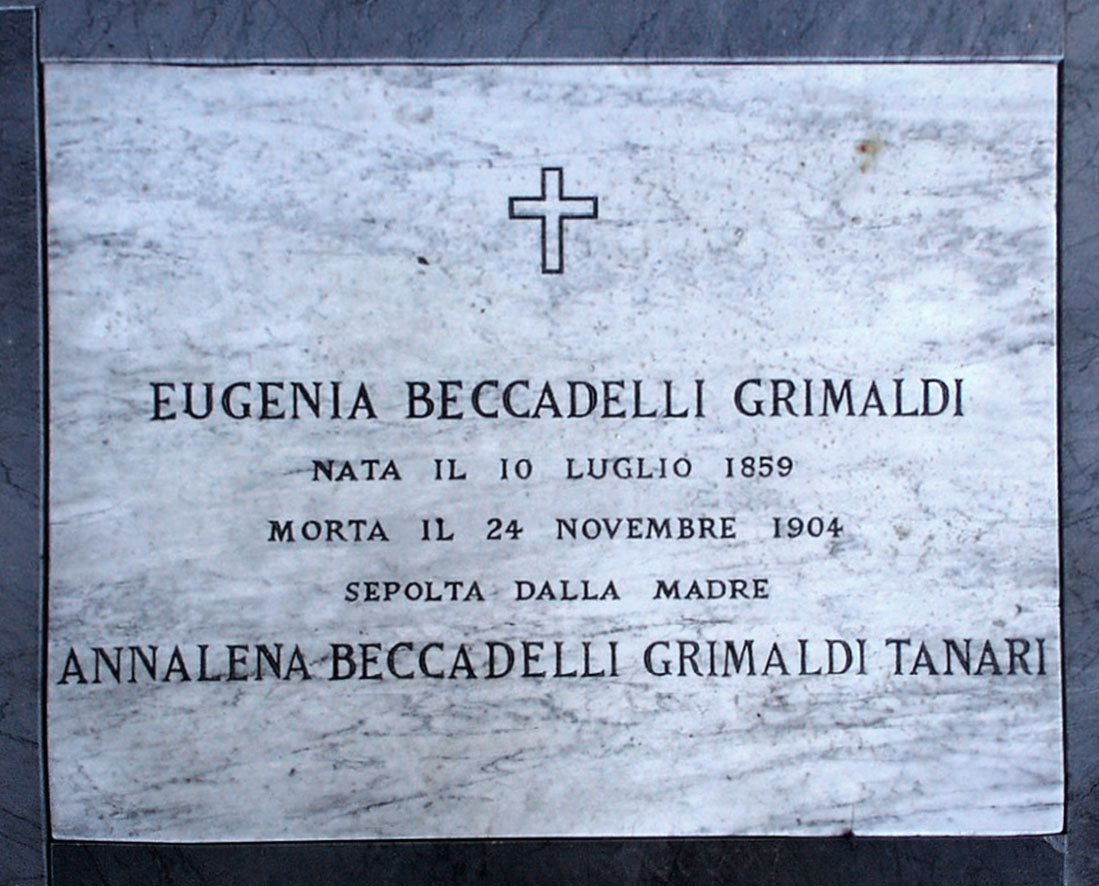 EUGENIA BECCADELLI GRIMALDI
NATA IL 10 LUGLIO 1859
MORTA IL 24 NOVEMBRE 1904
SEPOLTA DALLA MADRE
ANNALENA BECCADELLI GRIMALDI TANARI